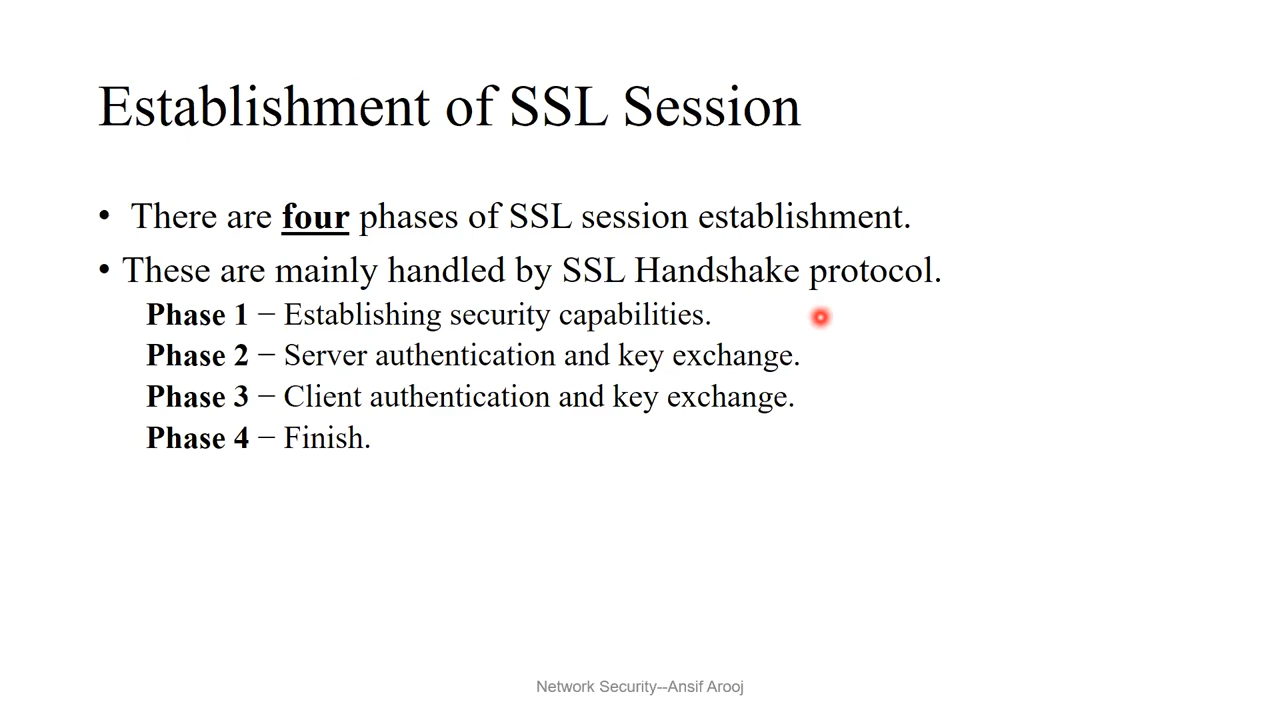 Establishment of SSL Session
• There are four phases of SSL session establishment.
• These are mainly handled by SSL Handshake protocol.
Phase 1 − Establishing security capabilities.
Phase 2 − Server authentication and key exchange.
Phase 3 − Client authentication and key exchange.
Phase 4 − Finish.
Network Security--Ansif Arooj